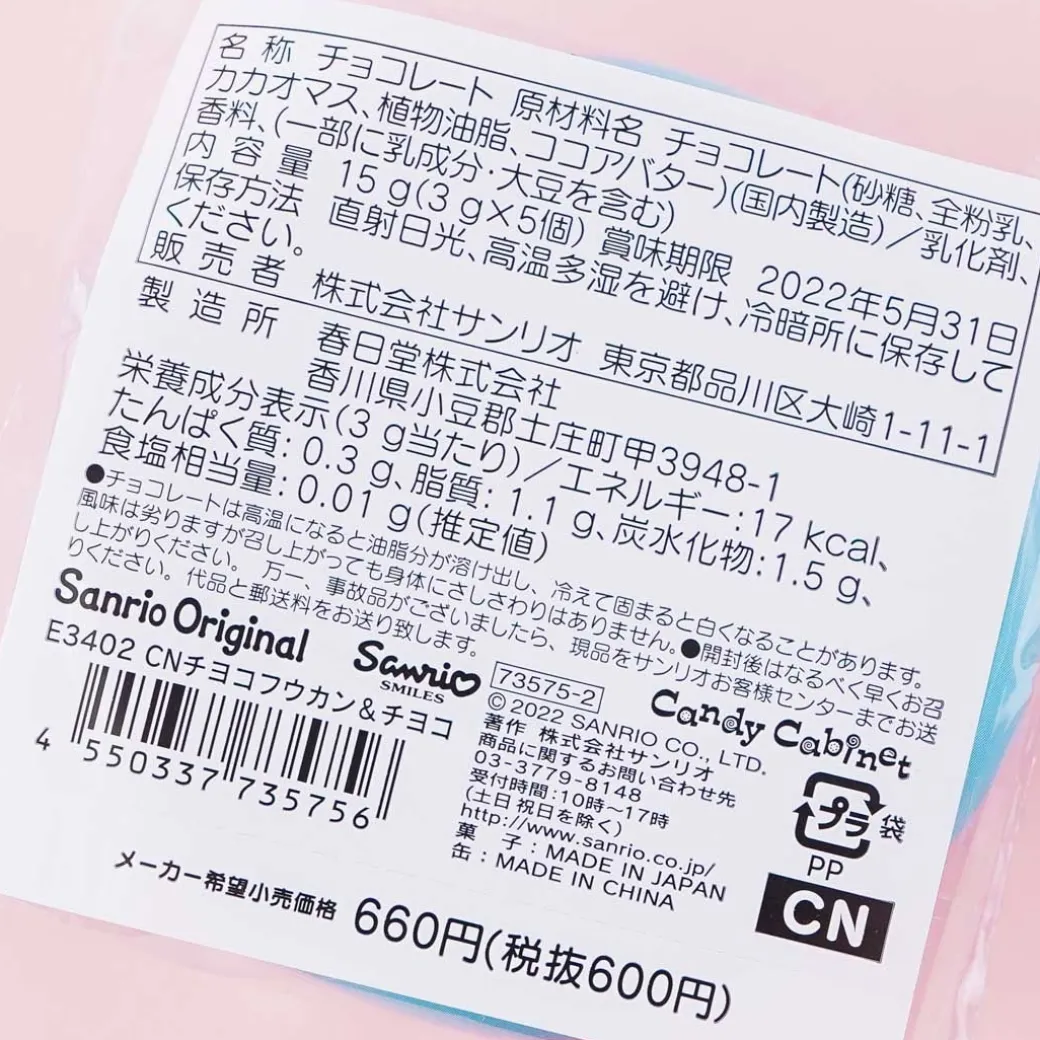 名称 チョコレート 原材料名 チョコレート(砂糖、全粉乳、
カカオマス、植物油脂、ココアバター)(国内製造)／乳化剤、
香料、(一部に乳成分・大豆を含む)
内容量 15 g(3 g×5個) 賞味期限 2022年5月31日
保存方法 直射日光、高温多湿を避け、冷暗所に保存して
ください。
販売者 株式会社サンリオ 東京都品川区大崎1-11-1
製造所 春日堂株式会社
香川県小豆郡土庄町甲3948-1
栄養成分表示(3 g当たり)／エネルギー:17 kcal、
たんぱく質: 0.3 g、脂質: 1.1 g、炭水化物:1.5 g、
食塩相当量: 0.01 g(推定値)
●チョコレートは高温になると油脂分が溶け出し、冷えて固まると白くなることがあります。
風味は劣りますが召し上がっても身体にさしさわりはありません。●開封後はなるべく早くお召
し上がりください。 万一、事故品がございましたら、現品をサンリオお客様センターまでお送
りください。代品と郵送料をお送り致します。
Sanrio Original
E3402 CNチヨコフウカン&チヨコ
4 550337 735756
Sanrio
SMILES
73575-2
Candy Cabinet
© 2022 SANRIO CO., LTD.
著作 株式会社サンリオ
商品に関するお問い合わせ先
03-3779-8148
受付時間:10時～17時
(土日祝日を除く)
http://www.sanrio.co.jp/
菓 子：MADE IN JAPAN
缶：MADE IN CHINA
プラ 袋
PP
CN
メーカー希望小売価格 660円(税抜600円)